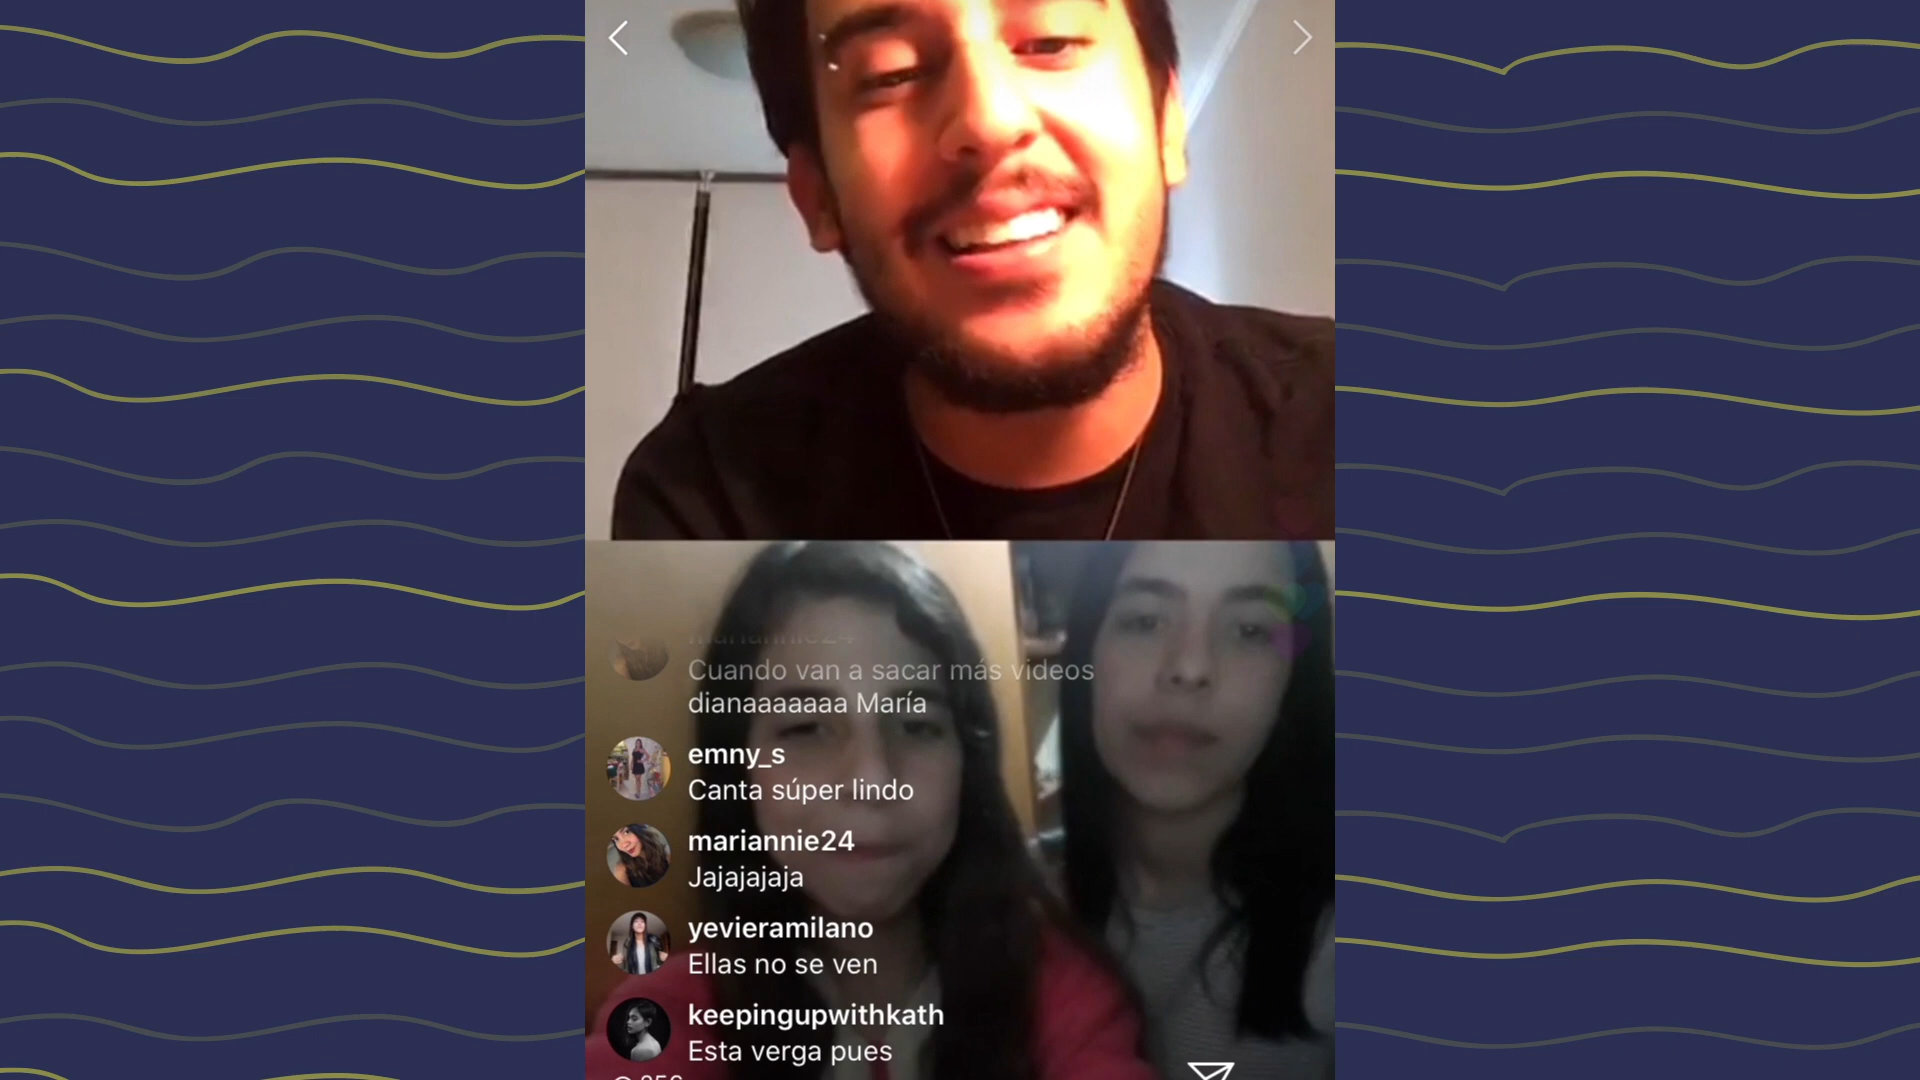 mariannie24
Cuando van a sacar más videos
dianaaaaaaa María
emny_s
Canta súper lindo
mariannie24
Jajajajaja
yevieramilano
Ellas no se ven
keepingupwithkath
Esta verga pues